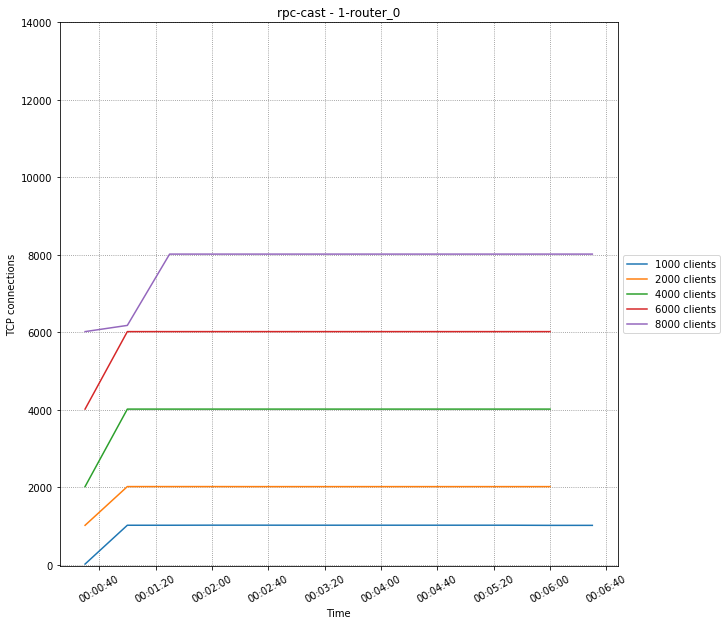 rpc-cast - 1-router_0
14000
12000
10000
8000
6000
4000
2000
0
TCP connections
00:00:40
00:01:20
00:02:00
00:02:40
00:03:20
00:04:00
00:04:40
00:05:20
00:06:00
00:06:40
Time
1000 clients
2000 clients
4000 clients
6000 clients
8000 clients